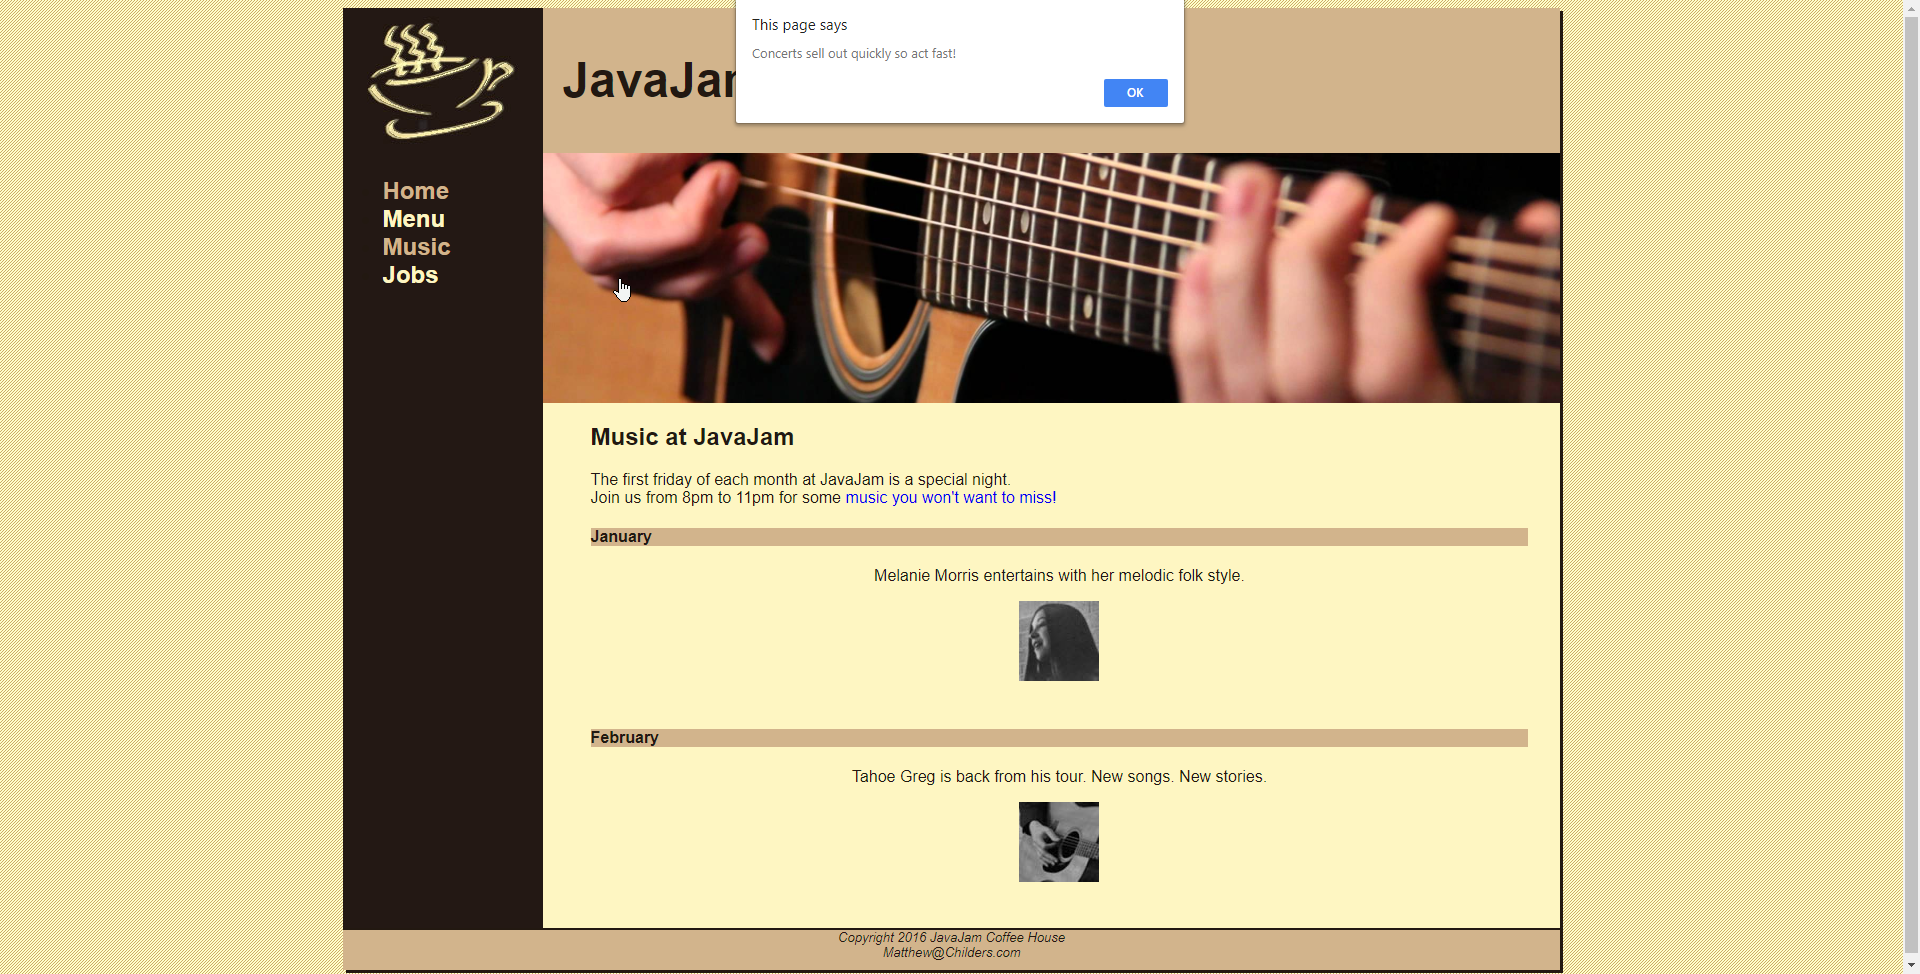 This page says
Concerts sell out quickly so act fast!
OK
Home
Menu
Music
Jobs
Music at JavaJam
The first friday of each month at JavaJam is a special night.
Join us from 8pm to 11pm for some music you won't want to miss!
January
Melanie Morris entertains with her melodic folk style.
February
Tahoe Greg is back from his tour. New songs. New stories.
Copyright 2016 JavaJam Coffee House
Matthew@Childers.com